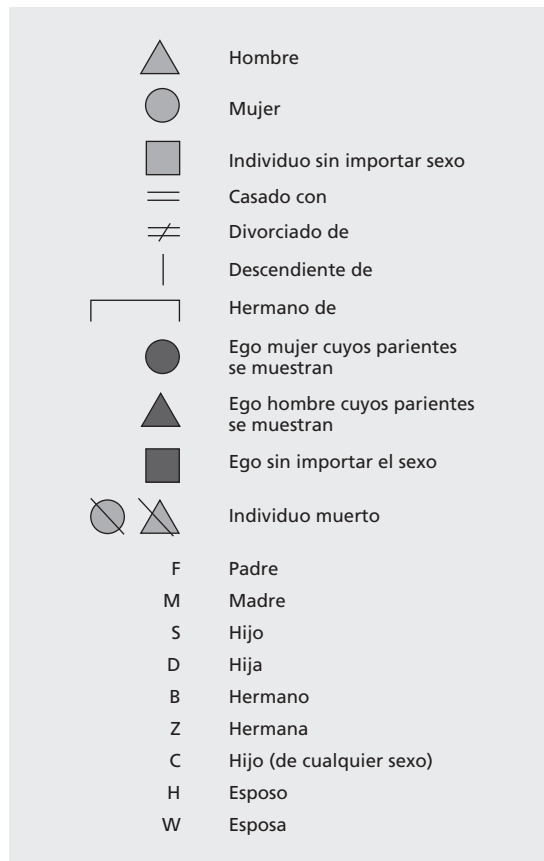 Hombre
Mujer
Individuo sin importar sexo
Casado con
Divorciado de
Descendiente de
Hermano de
Ego mujer cuyos parientes
se muestran
Ego hombre cuyos parientes
se muestran
Ego sin importar el sexo
Individuo muerto
F Padre
M Madre
S Hijo
D Hija
B Hermano
Z Hermana
C Hijo (de cualquier sexo)
H Esposo
W Esposa